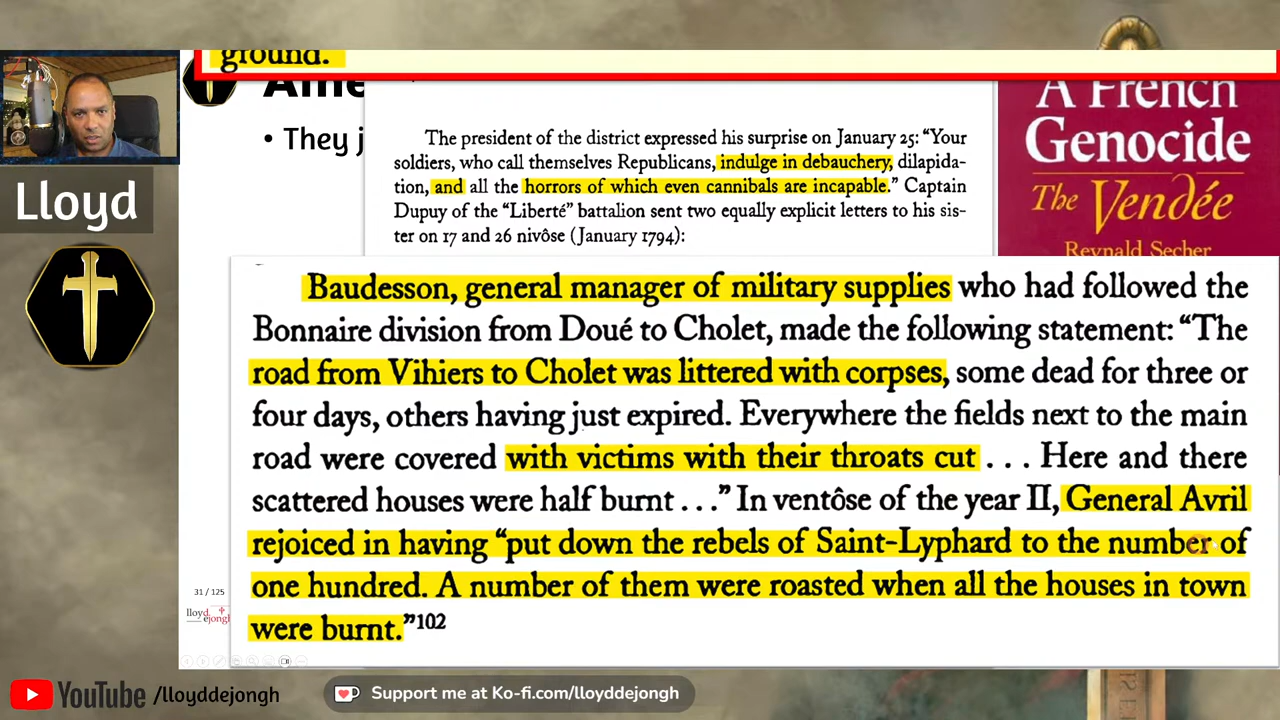 ground.
Ame
• They j
The president of the district expressed his surprise on January 25: “Your
soldiers, who call themselves Republicans, indulge in debauchery, dilapida-
tion, and all the horrors of which even cannibals are incapable.” Captain
Dupuy of the “Liberté” battalion sent two equally explicit letters to his sis-
ter on 17 and 26 nivôse (January 1794):
A French
Genocide
The Vendée
Reynald Secher
Lloyd
Baudesson, general manager of military supplies who had followed the
Bonnaire division from Doué to Cholet, made the following statement: “The
road from Vihiers to Cholet was littered with corpses, some dead for three or
four days, others having just expired. Everywhere the fields next to the main
road were covered with victims with their throats cut . . . Here and there
scattered houses were half burnt . . .” In ventôse of the year II, General Avril
rejoiced in having “put down the rebels of Saint-Lyphard to the number of
one hundred. A number of them were roasted when all the houses in town
were burnt.”102
31 / 125
lloyd
ejongh
YouTube /lloyddejongh
Support me at Ko-fi.com/lloyddejongh